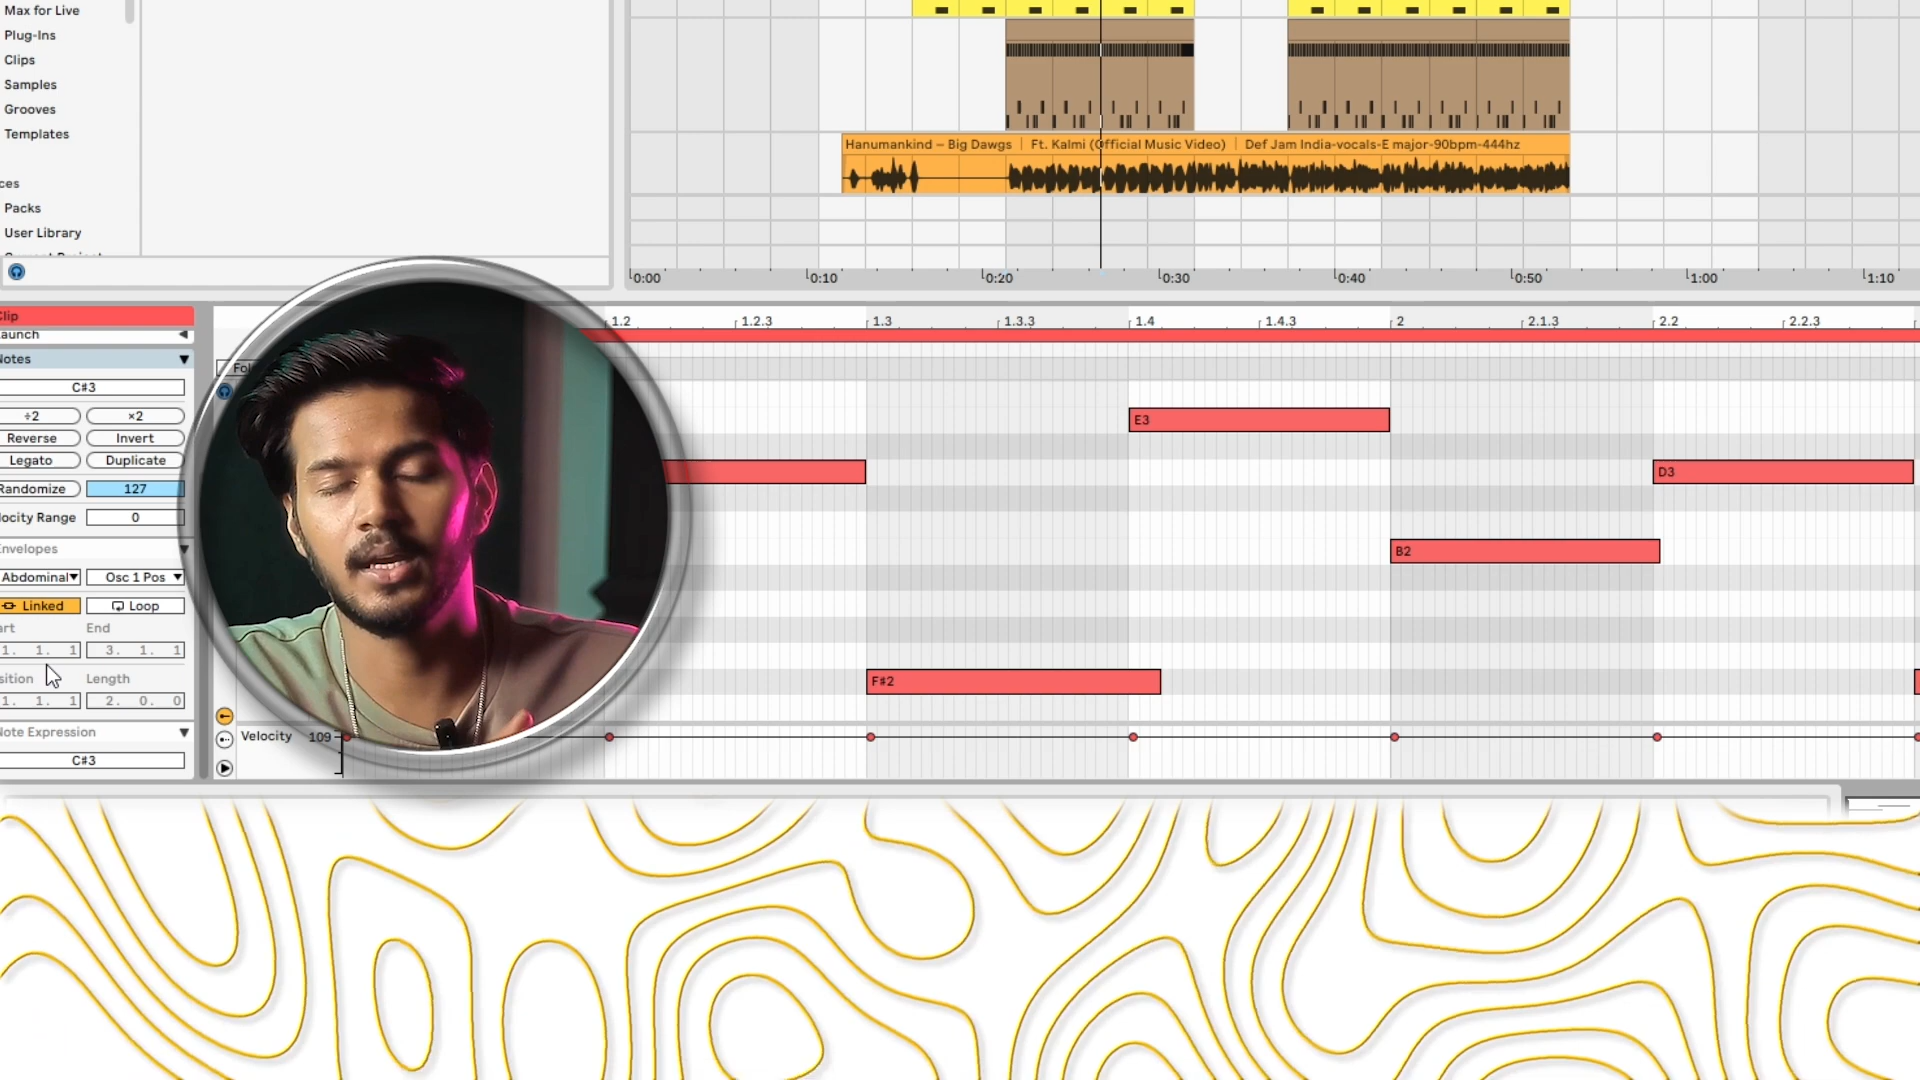 Max for Live
Plug-Ins
Clips
Samples
Grooves
Templates
ces
Packs
User Library
Hanumankind – Big Dawgs | Ft. Kalmi (Official Music Video) | Def Jam India-vocals-E major-90bpm-444hz
0:00 0:10 0:20 0:30 0:40 0:50 1:00 1:10
Clip
aunch
Notes
C#3
÷2 ×2
Reverse Invert
Legato Duplicate
Randomize 127
locity Range 0
Envelopes
Abdominal Osc 1 Pos
Linked Loop
art End
1. 1. 1 3. 1. 1
sition Length
1. 1. 1 2. 0. 0
Note Expression
C#3
1.2 1.2.3 1.3 1.3.3 1.4 1.4.3 2 2.1.3 2.2 2.2.3
Fol
E3
D3
B2
F#2
Velocity 109